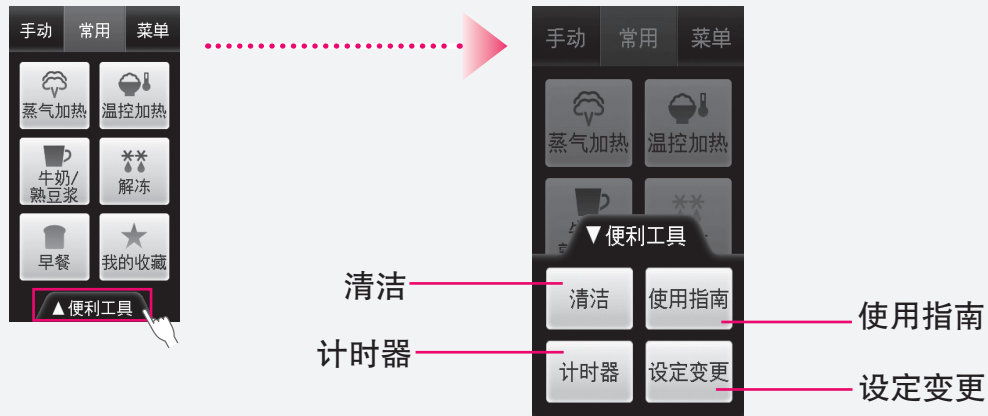 手动 常用 菜单
蒸气加热 温控加热
牛奶/
熟豆浆
解冻
早餐 我的收藏
▲便利工具
手动 常用 菜单
蒸气加热 温控加热
▼便利工具
清洁 使用指南
计时器 设定变更
清洁
计时器
使用指南
设定变更